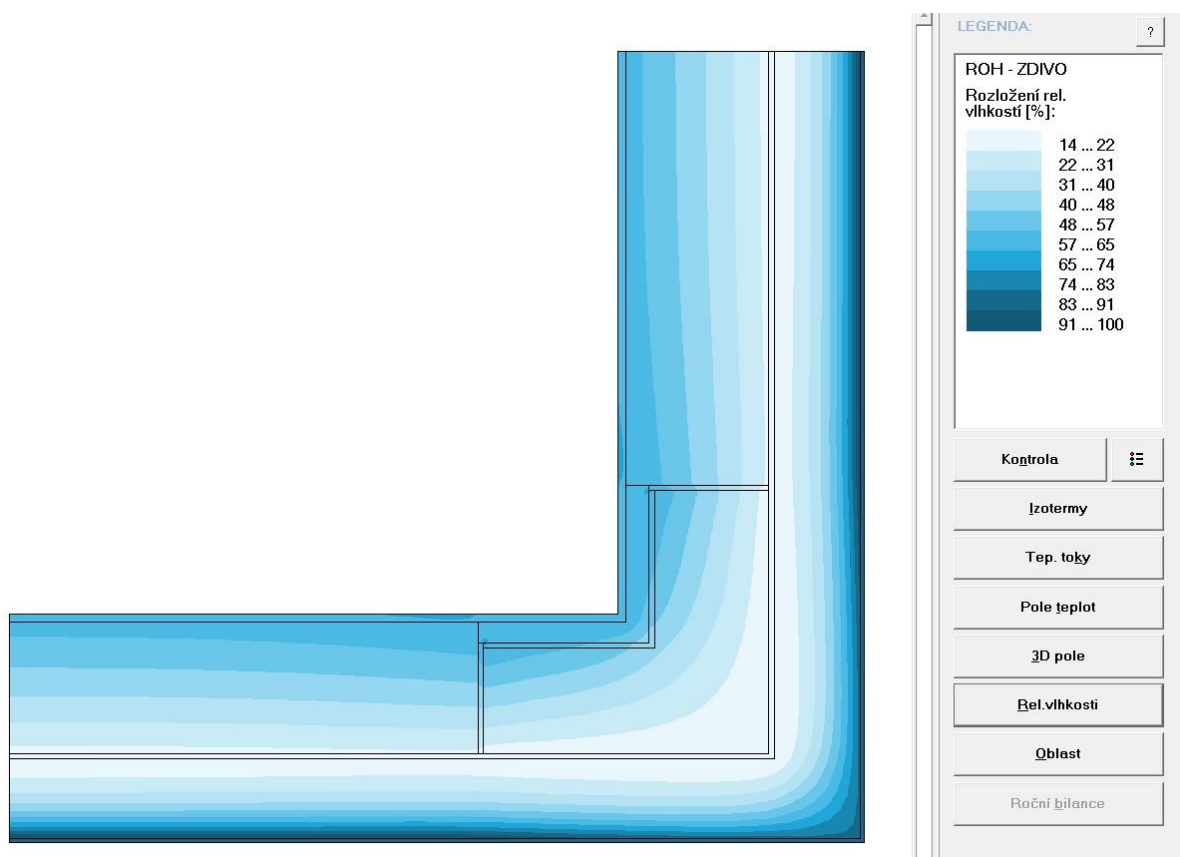 LEGENDA:
?
ROH - ZDIVO
Rozložení rel.
vlhkostí [%]:
14 ... 22
22 ... 31
31 ... 40
40 ... 48
48 ... 57
57 ... 65
65 ... 74
74 ... 83
83 ... 91
91 ... 100
Kontrola
Izotermy
Tep. toky
Pole teplot
3D pole
Rel.vlhkosti
Oblast
Roční bilance